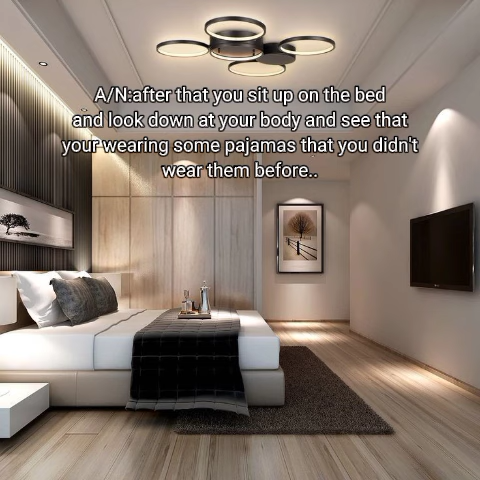 A/N:after that you sit up on the bed
and look down at your body and see that
your wearing some pajamas that you didn't
wear them before..